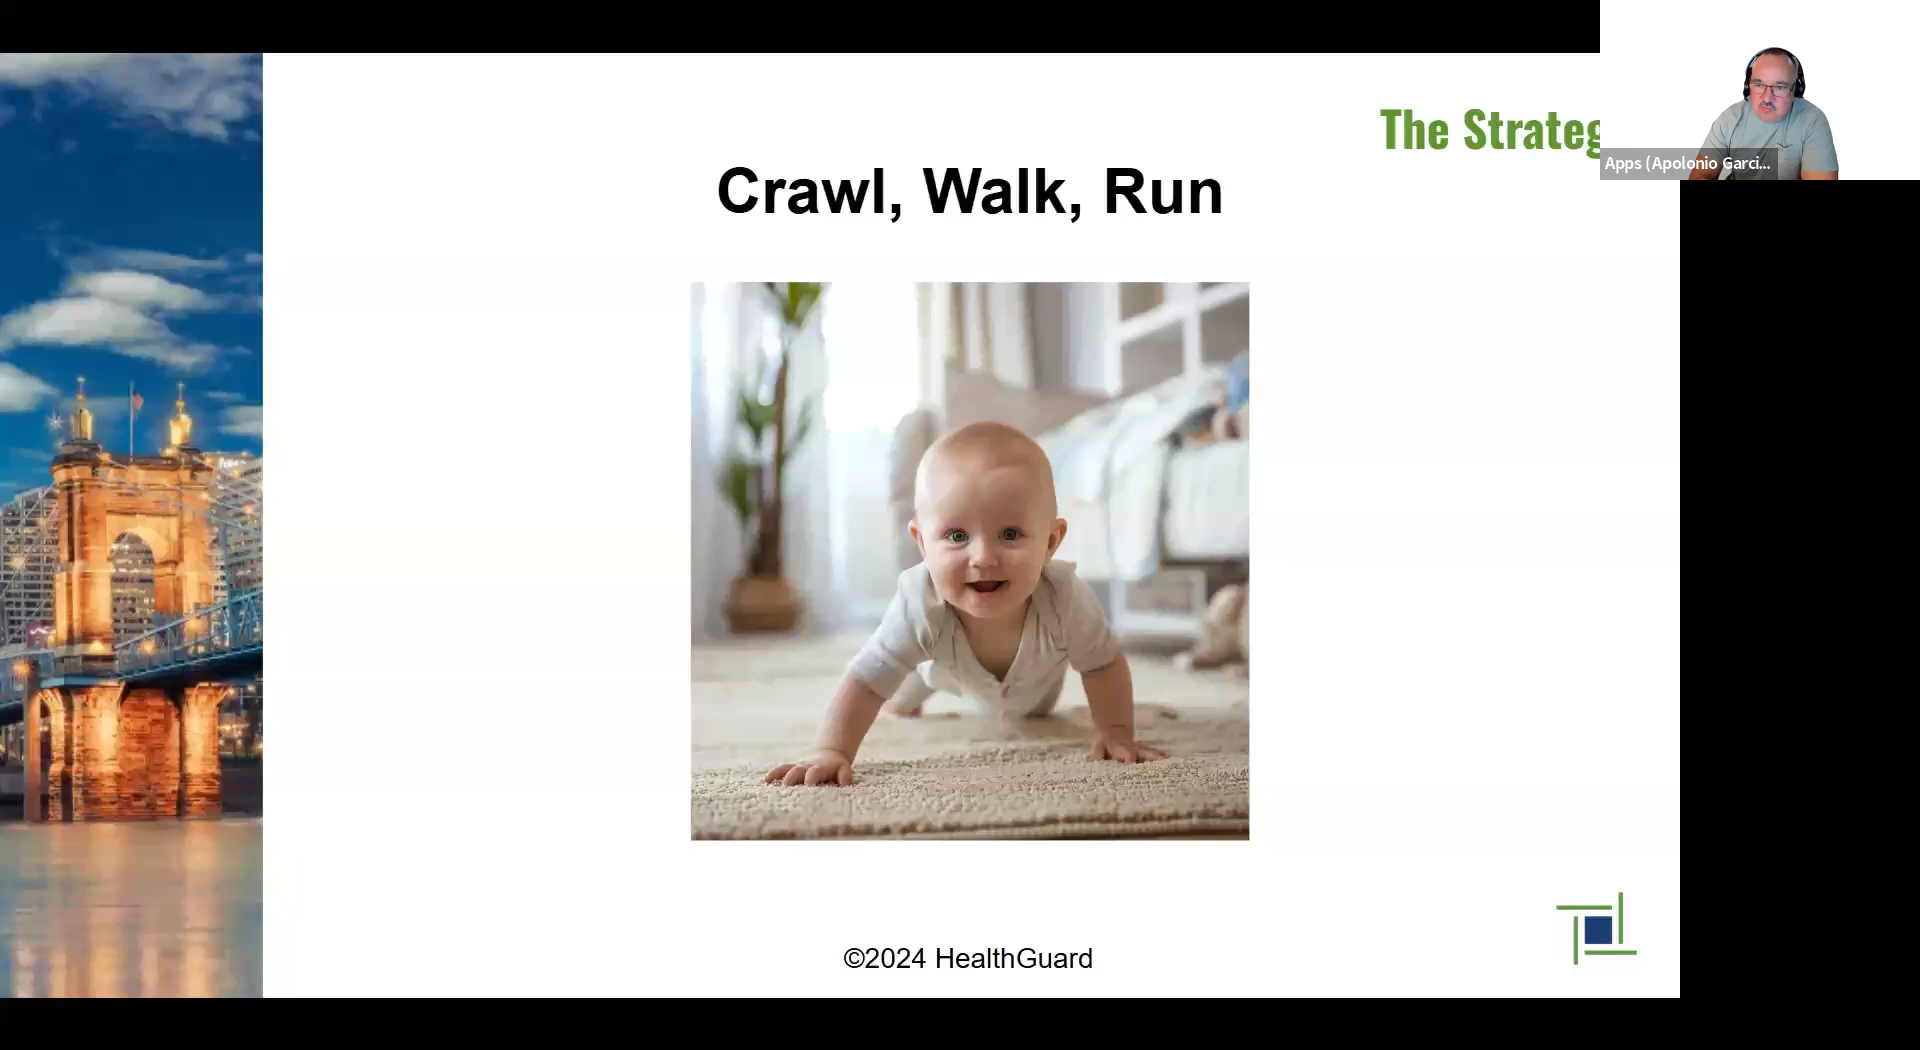 The Strateg
Apps (Apolonio Garci...
Crawl, Walk, Run
©2024 HealthGuard